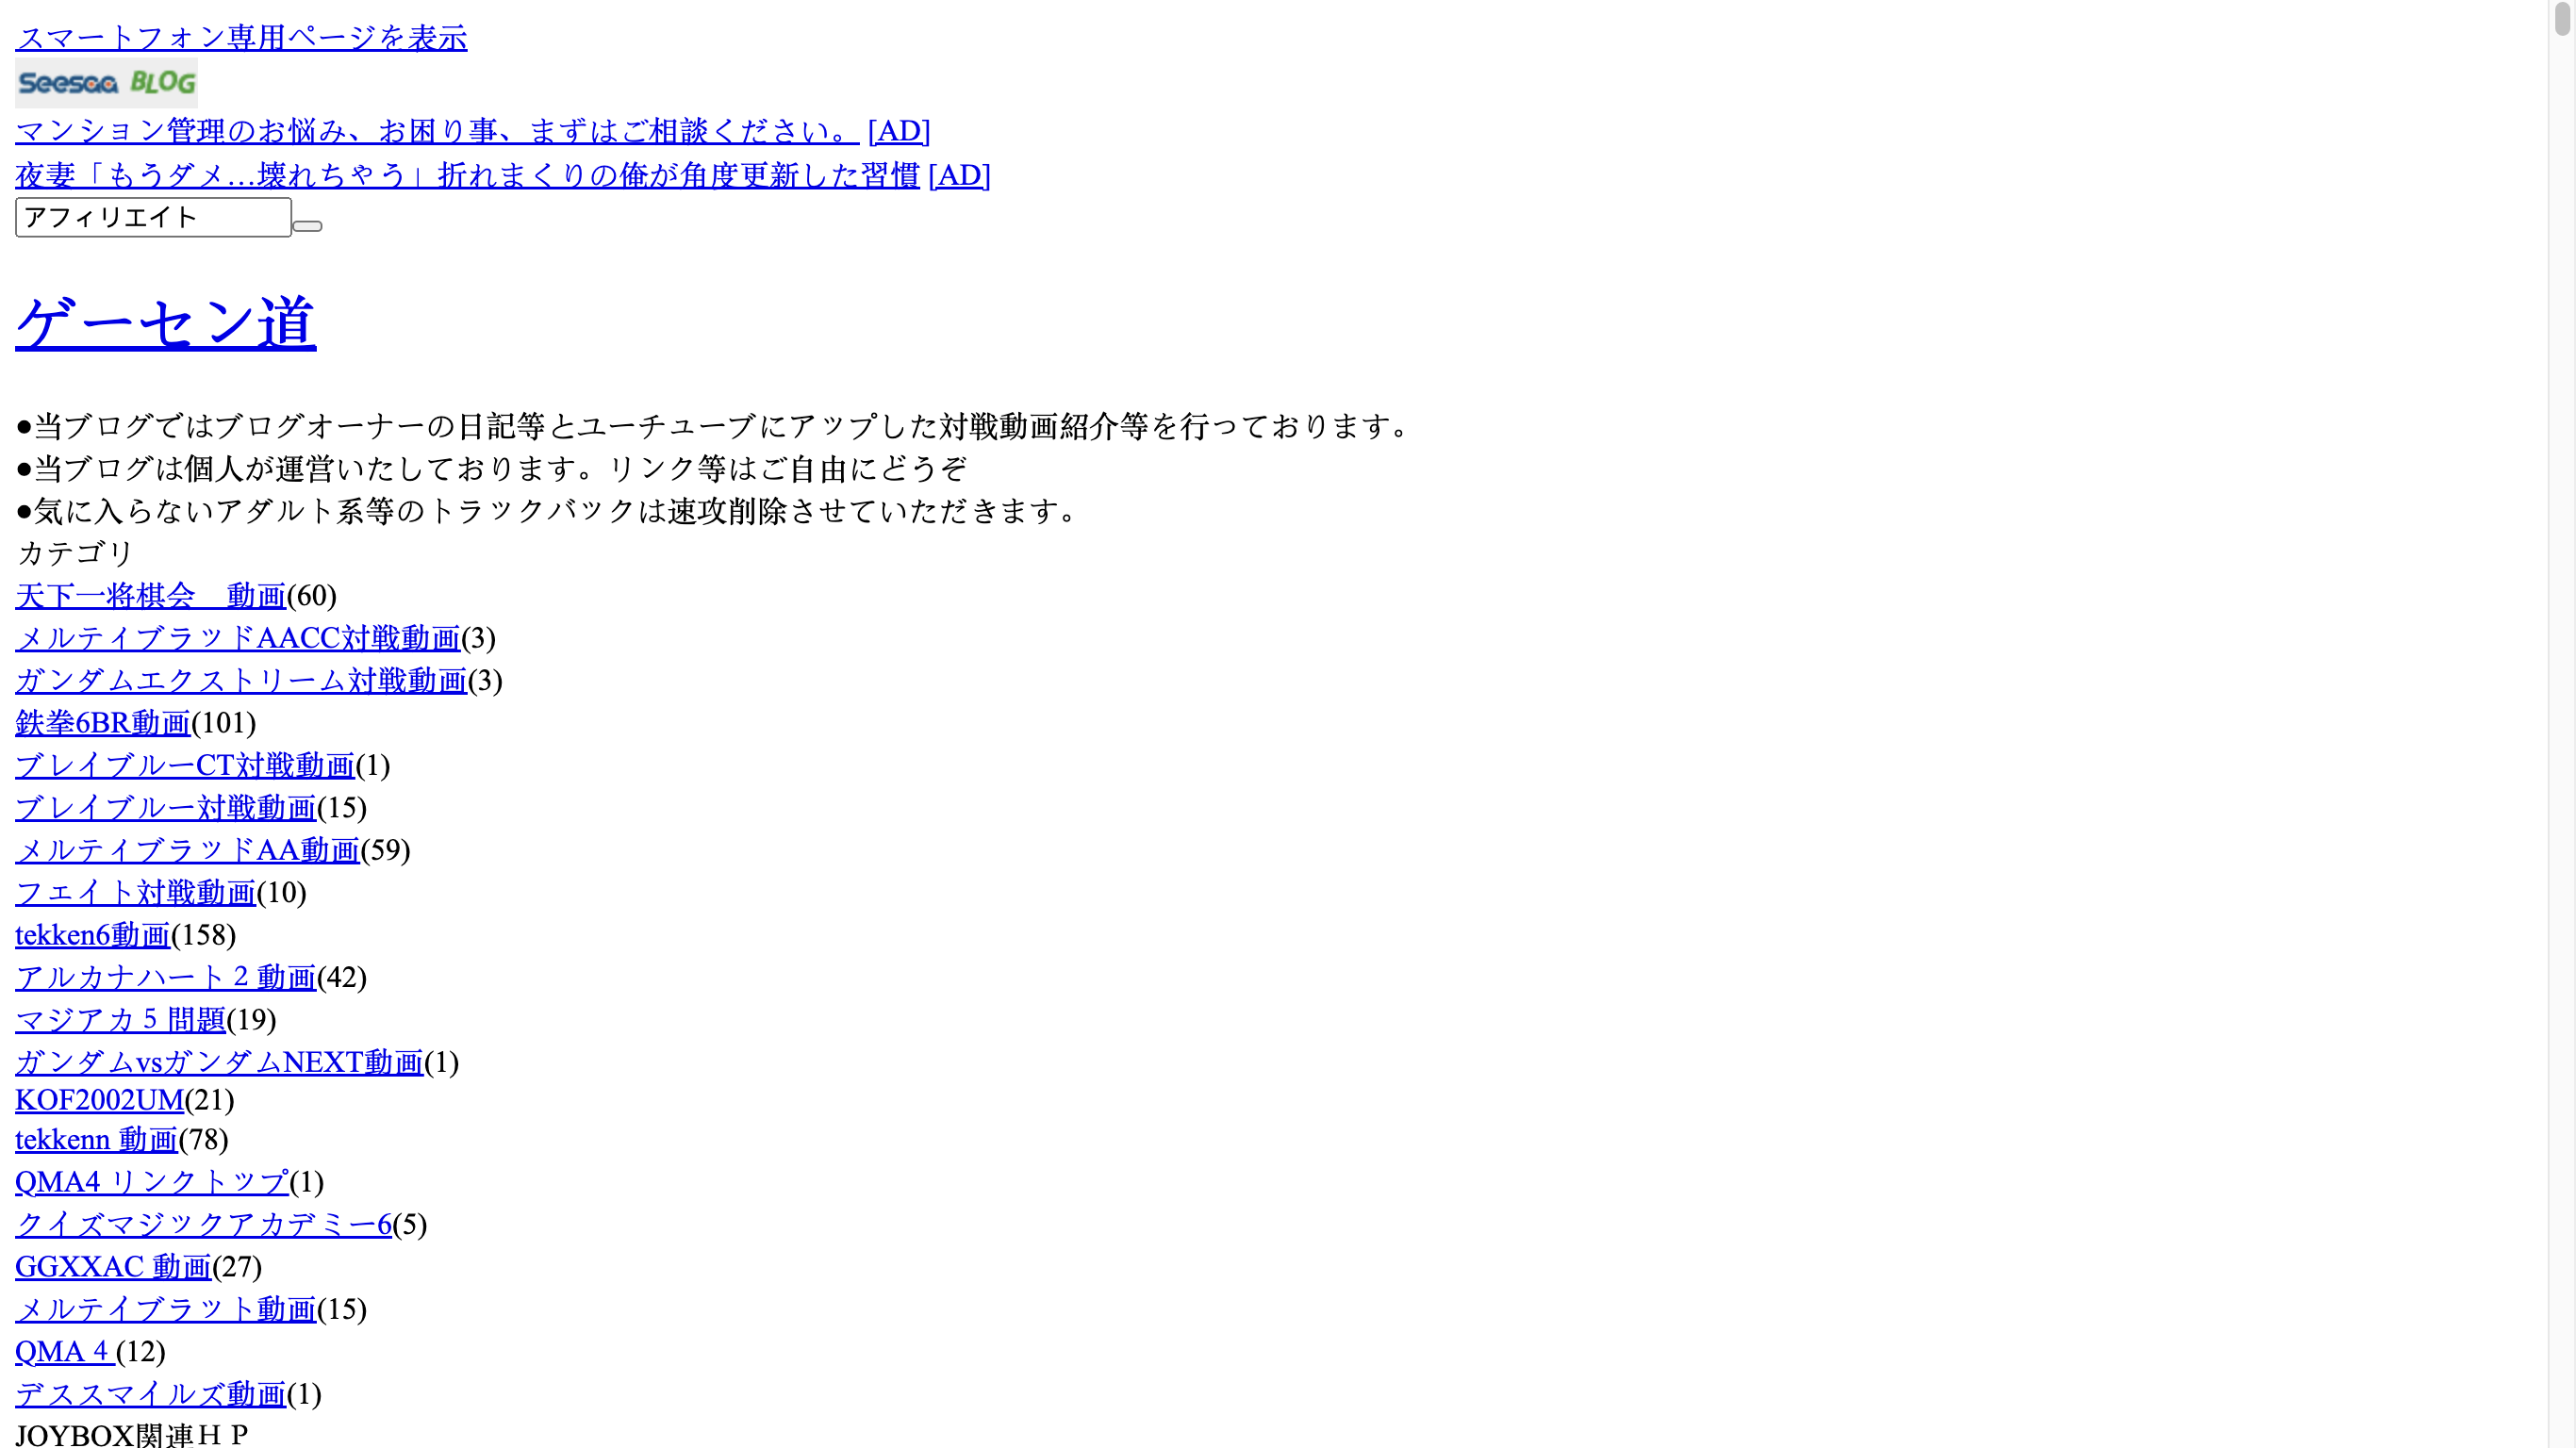 スマートフォン専用ページを表示
Seesaa BLOG
マンション管理のお悩み、お困り事、まずはご相談ください。 [AD]
夜妻「もうダメ…壊れちゃう」折れまくりの俺が角度更新した習慣 [AD]
アフィリエイト
ゲーセン道
●当ブログではブログオーナーの日記等とユーチューブにアップした対戦動画紹介等を行っております。
●当ブログは個人が運営いたしております。リンク等はご自由にどうぞ
●気に入らないアダルト系等のトラックバックは速攻削除させていただきます。
カテゴリ
天下一将棋会　動画(60)
メルティブラッドAACC対戦動画(3)
ガンダムエクストリーム対戦動画(3)
鉄拳6BR動画(101)
ブレイブルーCT対戦動画(1)
ブレイブルー対戦動画(15)
メルティブラッドAA動画(59)
フェイト対戦動画(10)
tekken6動画(158)
アルカナハート２動画(42)
マジアカ５問題(19)
ガンダムvsガンダムNEXT動画(1)
KOF2002UM(21)
tekkenn 動画(78)
QMA4 リンクトップ(1)
クイズマジックアカデミー6(5)
GGXXAC 動画(27)
メルテイブラット動画(15)
QMA４(12)
デススマイルズ動画(1)
JOYBOX関連ＨＰ